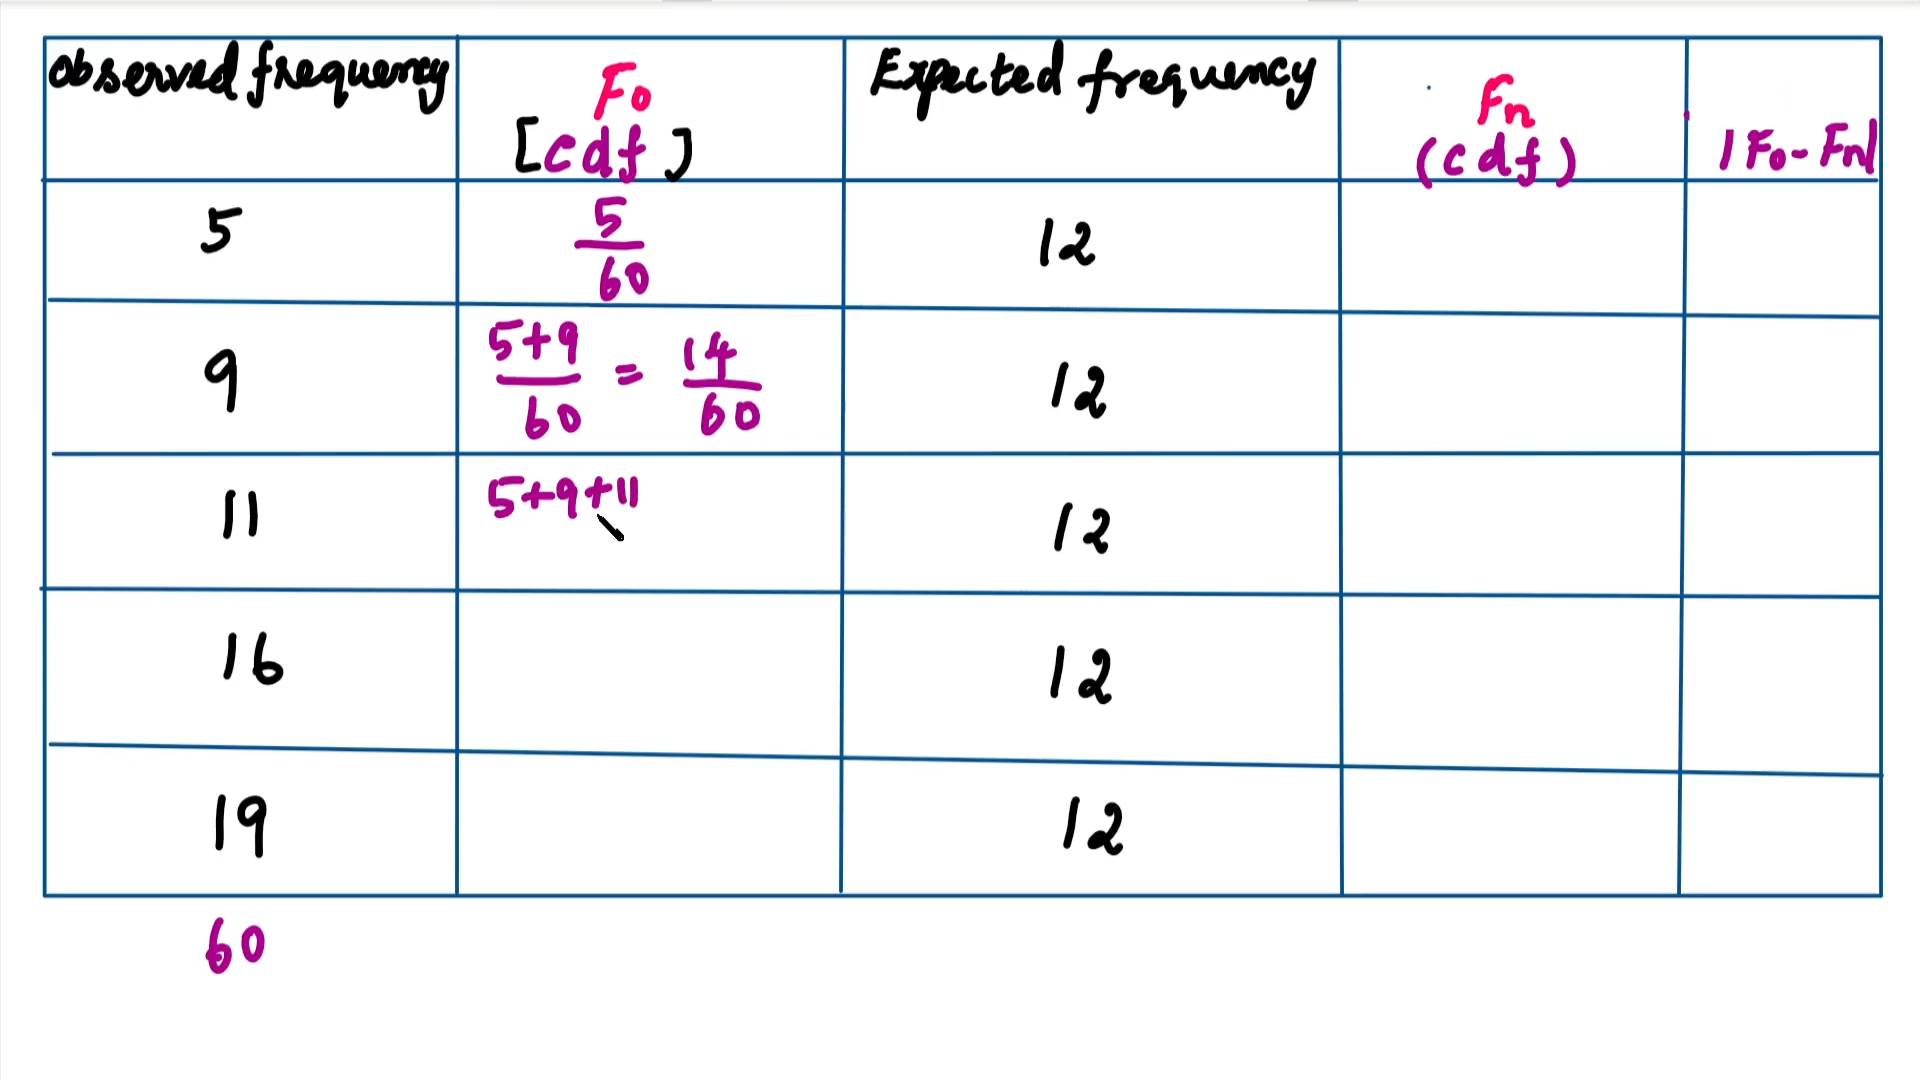 Observed frequency Fo [cdf] Expected frequency Fn (cdf) |Fo-Fn|
5 5/60 12
9 5+9/60 = 14/60 12
11 5+9+11 12
16 12
19 12
60